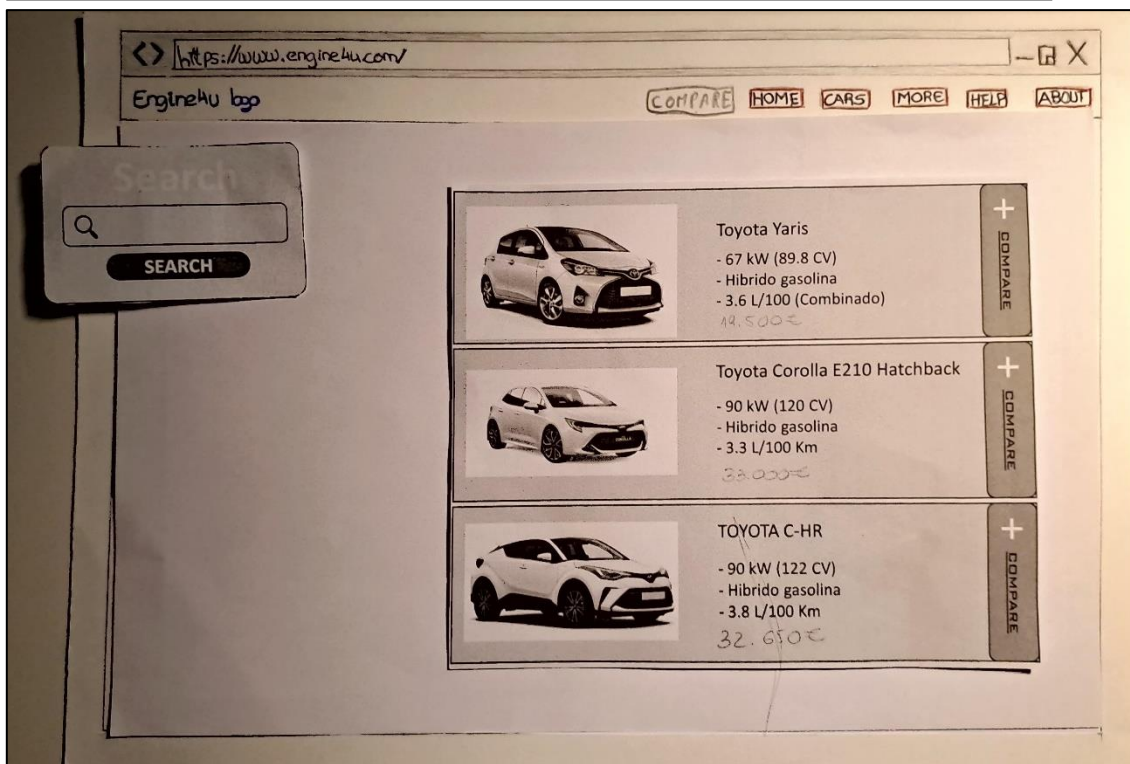 https://www.engine4u.com/
Engine4U logo
COMPARE HOME CARS MORE HELP ABOUT
Search
SEARCH
Toyota Yaris
- 67 kW (89.8 CV)
- Hibrido gasolina
- 3.6 L/100 (Combinado)
19.500€
+ COMPARE
Toyota Corolla E210 Hatchback
- 90 kW (120 CV)
- Hibrido gasolina
- 3.3 L/100 Km
33.000€
+ COMPARE
TOYOTA C-HR
- 90 kW (122 CV)
- Hibrido gasolina
- 3.8 L/100 Km
32.650€
+ COMPARE